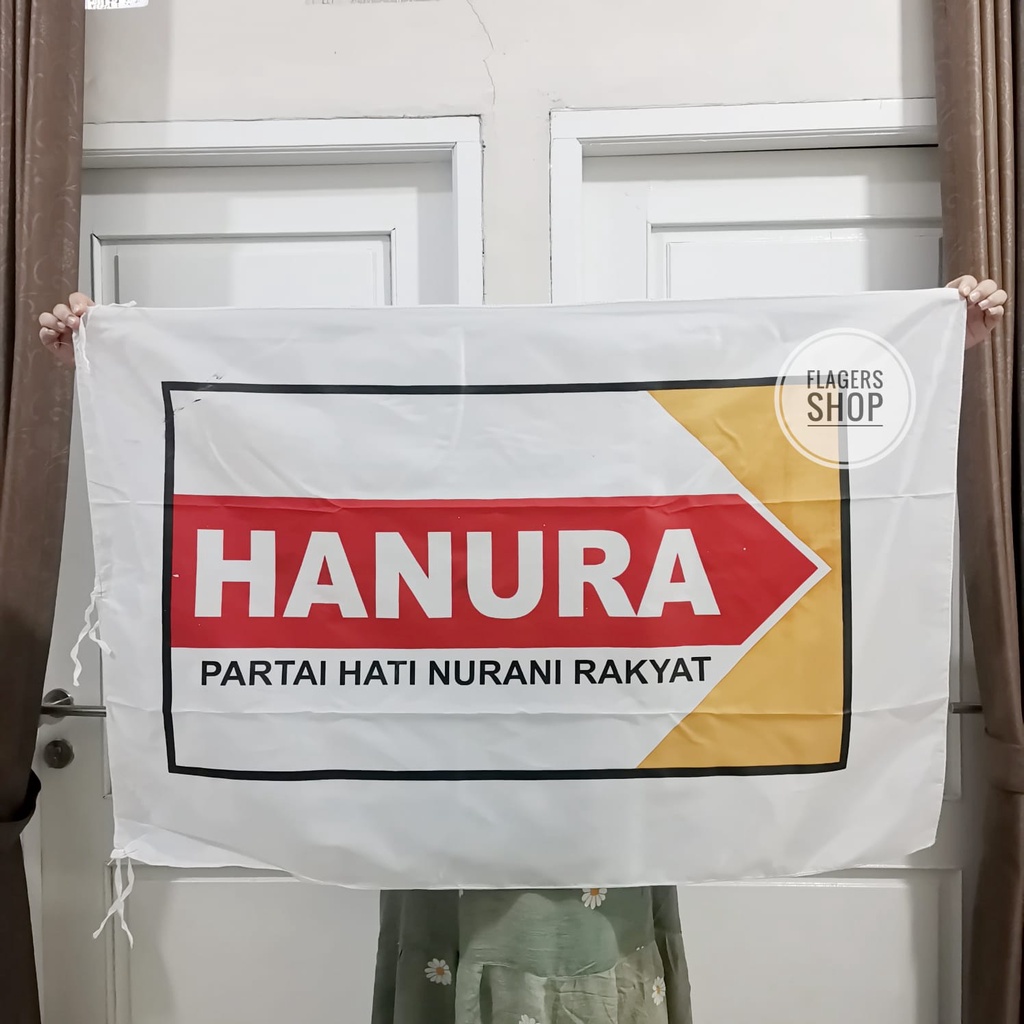 FLAGERS
SHOP
HANURA
PARTAI HATI NURANI RAKYAT